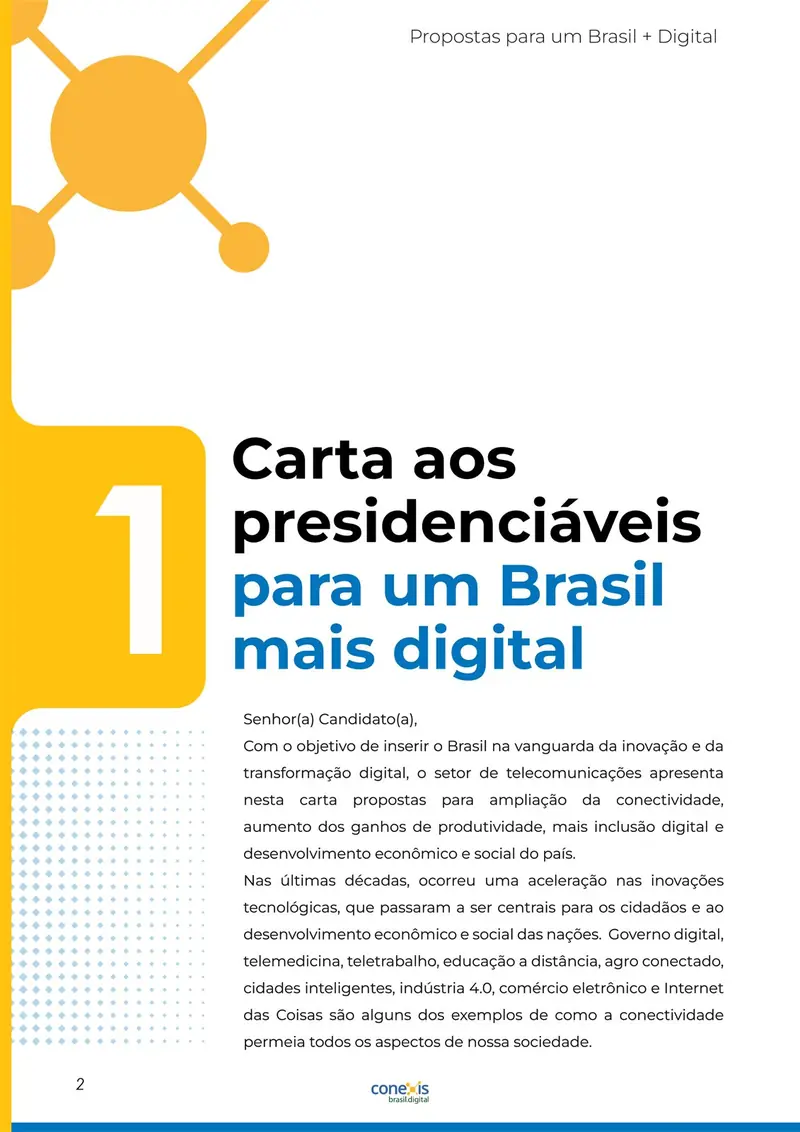 Propostas para um Brasil + Digital
1
Carta aos
presidenciáveis
para um Brasil
mais digital
Senhor(a) Candidato(a),
Com o objetivo de inserir o Brasil na vanguarda da inovação e da
transformação digital, o setor de telecomunicações apresenta
nesta carta propostas para ampliação da conectividade,
aumento dos ganhos de produtividade, mais inclusão digital e
desenvolvimento econômico e social do país.
Nas últimas décadas, ocorreu uma aceleração nas inovações
tecnológicas, que passaram a ser centrais para os cidadãos e ao
desenvolvimento econômico e social das nações. Governo digital,
telemedicina, teletrabalho, educação a distância, agro conectado,
cidades inteligentes, indústria 4.0, comércio eletrônico e Internet
das Coisas são alguns dos exemplos de como a conectividade
permeia todos os aspectos de nossa sociedade.
2
conexis
brasil.digital